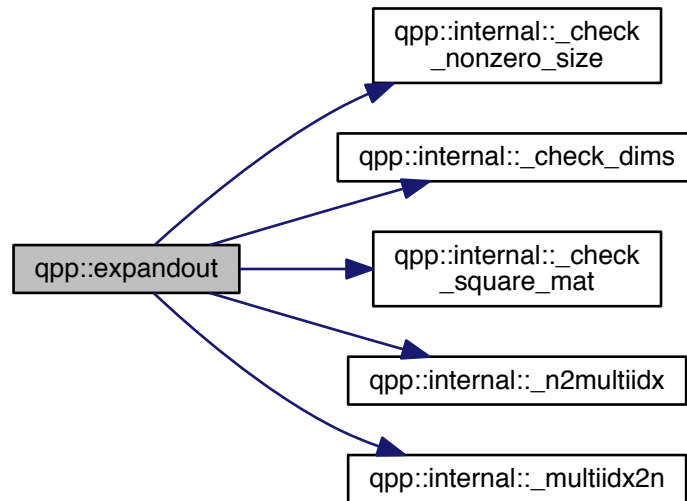 qpp::internal::_check
_nonzero_size
qpp::internal::_check_dims
qpp::expandout
qpp::internal::_check
_square_mat
qpp::internal::_n2multiidx
qpp::internal::_multiidx2n